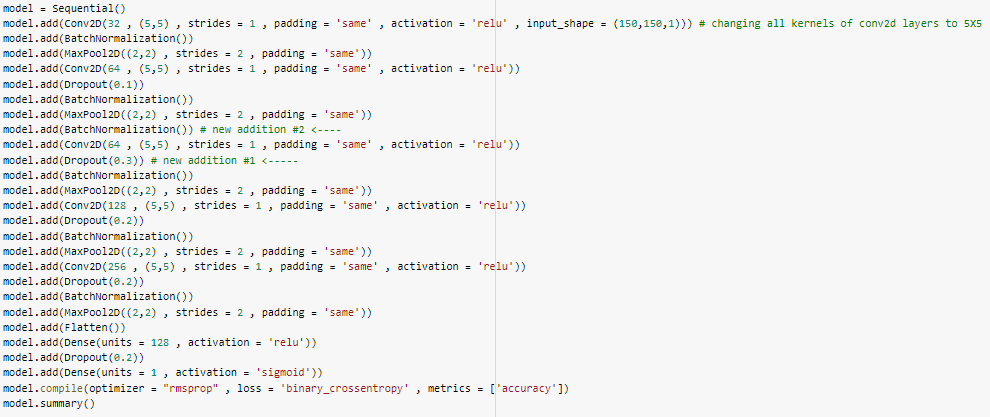 model = Sequential()
model.add(Conv2D(32 , (5,5) , strides = 1 , padding = 'same' , activation = 'relu' , input_shape = (150,150,1))) # changing all kernels of conv2d layers to 5X5
model.add(BatchNormalization())
model.add(MaxPool2D((2,2) , strides = 2 , padding = 'same'))
model.add(Conv2D(64 , (5,5) , strides = 1 , padding = 'same' , activation = 'relu'))
model.add(Dropout(0.1))
model.add(BatchNormalization())
model.add(MaxPool2D((2,2) , strides = 2 , padding = 'same'))
model.add(BatchNormalization()) # new addition #2 <----
model.add(Conv2D(64 , (5,5) , strides = 1 , padding = 'same' , activation = 'relu'))
model.add(Dropout(0.3)) # new addition #1 <-----
model.add(BatchNormalization())
model.add(MaxPool2D((2,2) , strides = 2 , padding = 'same'))
model.add(Conv2D(128 , (5,5) , strides = 1 , padding = 'same' , activation = 'relu'))
model.add(Dropout(0.2))
model.add(BatchNormalization())
model.add(MaxPool2D((2,2) , strides = 2 , padding = 'same'))
model.add(Conv2D(256 , (5,5) , strides = 1 , padding = 'same' , activation = 'relu'))
model.add(Dropout(0.2))
model.add(BatchNormalization())
model.add(MaxPool2D((2,2) , strides = 2 , padding = 'same'))
model.add(Flatten())
model.add(Dense(units = 128 , activation = 'relu'))
model.add(Dropout(0.2))
model.add(Dense(units = 1 , activation = 'sigmoid'))
model.compile(optimizer = "rmsprop" , loss = 'binary_crossentropy' , metrics = ['accuracy'])
model.summary()